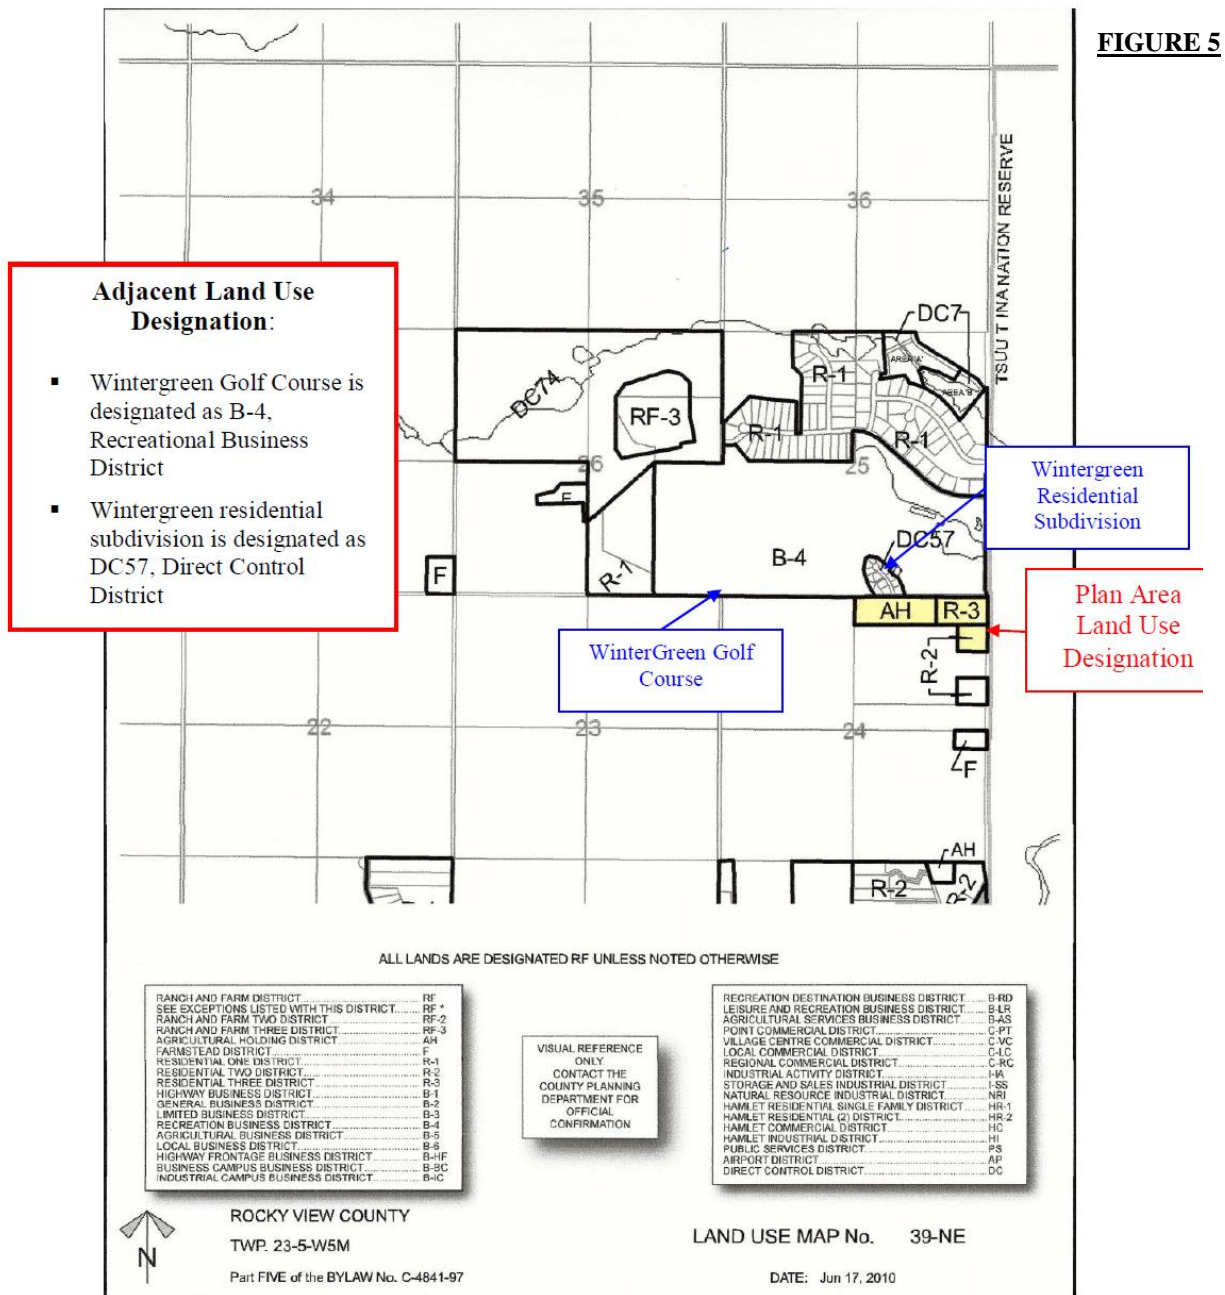 FIGURE 5
34
35
36
TSUU T INA NATION RESERVE
Adjacent Land Use
Designation:
▪ Wintergreen Golf Course is
designated as B-4,
Recreational Business
District
▪ Wintergreen residential
subdivision is designated as
DC57, Direct Control
District
DC7
AREA 'A'
AREA 'B'
DC74
RF-3
R-1
R-1
R-1
26
25
Wintergreen
Residential
Subdivision
F
DC57
B-4
F
R-1
AH
R-3
Plan Area
Land Use
Designation
WinterGreen Golf
Course
R-2
22
23
24
F
AH
R-2
R-2
ALL LANDS ARE DESIGNATED RF UNLESS NOTED OTHERWISE
RANCH AND FARM DISTRICT RF
SEE EXCEPTIONS LISTED WITH THIS DISTRICT RF *
RANCH AND FARM TWO DISTRICT RF-2
RANCH AND FARM THREE DISTRICT RF-3
AGRICULTURAL HOLDING DISTRICT AH
FARMSTEAD DISTRICT F
RESIDENTIAL ONE DISTRICT R-1
RESIDENTIAL TWO DISTRICT R-2
RESIDENTIAL THREE DISTRICT R-3
HIGHWAY BUSINESS DISTRICT B-1
GENERAL BUSINESS DISTRICT B-2
LIMITED BUSINESS DISTRICT B-3
RECREATION BUSINESS DISTRICT B-4
AGRICULTURAL BUSINESS DISTRICT B-5
LOCAL BUSINESS DISTRICT B-6
HIGHWAY FRONTAGE BUSINESS DISTRICT B-HF
BUSINESS CAMPUS BUSINESS DISTRICT B-BC
INDUSTRIAL CAMPUS BUSINESS DISTRICT B-IC
VISUAL REFERENCE
ONLY
CONTACT THE
COUNTY PLANNING
DEPARTMENT FOR
OFFICIAL
CONFIRMATION
RECREATION DESTINATION BUSINESS DISTRICT B-RD
LEISURE AND RECREATION BUSINESS DISTRICT B-LR
AGRICULTURAL SERVICES BUSINESS DISTRICT B-AS
POINT COMMERCIAL DISTRICT C-PT
VILLAGE CENTRE COMMERCIAL DISTRICT C-VC
LOCAL COMMERCIAL DISTRICT C-LC
REGIONAL COMMERCIAL DISTRICT C-RC
INDUSTRIAL ACTIVITY DISTRICT I-IA
STORAGE AND SALES INDUSTRIAL DISTRICT I-SS
NATURAL RESOURCE INDUSTRIAL DISTRICT NRI
HAMLET RESIDENTIAL SINGLE FAMILY DISTRICT HR-1
HAMLET RESIDENTIAL (2) DISTRICT HR-2
HAMLET COMMERCIAL DISTRICT HC
HAMLET INDUSTRIAL DISTRICT HI
PUBLIC SERVICES DISTRICT PS
AIRPORT DISTRICT AP
DIRECT CONTROL DISTRICT DC
N
ROCKY VIEW COUNTY
TWP. 23-5-W5M
Part FIVE of the BYLAW No. C-4841-97
LAND USE MAP No. 39-NE
DATE: Jun 17, 2010